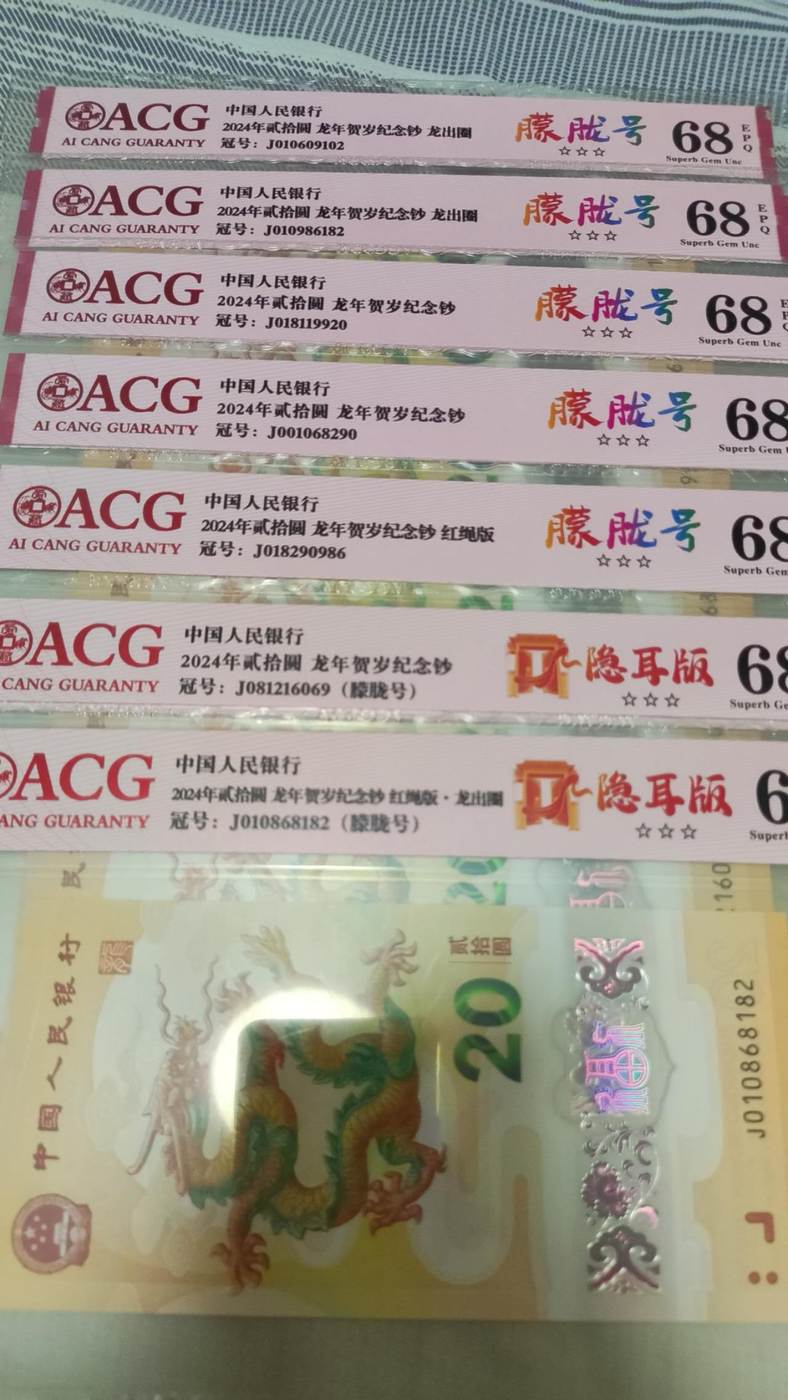 ACG
AI CANG GUARANTY
中国人民银行
2024年贰拾圆 龙年贺岁纪念钞 龙出圈
冠号：J010609102
朦胧号
☆☆☆
68
EPQ
Superb Gem Unc
ACG
AI CANG GUARANTY
中国人民银行
2024年贰拾圆 龙年贺岁纪念钞 龙出圈
冠号：J010986182
朦胧号
☆☆☆
68
EPQ
Superb Gem Unc
ACG
AI CANG GUARANTY
中国人民银行
2024年贰拾圆 龙年贺岁纪念钞
冠号：J018119920
朦胧号
☆☆☆
68
Superb Gem Unc
ACG
AI CANG GUARANTY
中国人民银行
2024年贰拾圆 龙年贺岁纪念钞
冠号：J001068290
朦胧号
☆☆☆
68
Superb Gem
ACG
AI CANG GUARANTY
中国人民银行
2024年贰拾圆 龙年贺岁纪念钞 红绳版
冠号：J018290986
朦胧号
☆☆☆
68
Superb Gem
ACG
CANG GUARANTY
中国人民银行
2024年贰拾圆 龙年贺岁纪念钞
冠号：J081216069（朦胧号）
隐耳版
☆☆☆
68
Superb Ge
ACG
ANG GUARANTY
中国人民银行
2024年贰拾圆 龙年贺岁纪念钞 红绳版·龙出圈
冠号：J010868182（朦胧号）
隐耳版
☆☆☆
6
Superb
中国人民银行
贰拾圆
20
J010868182